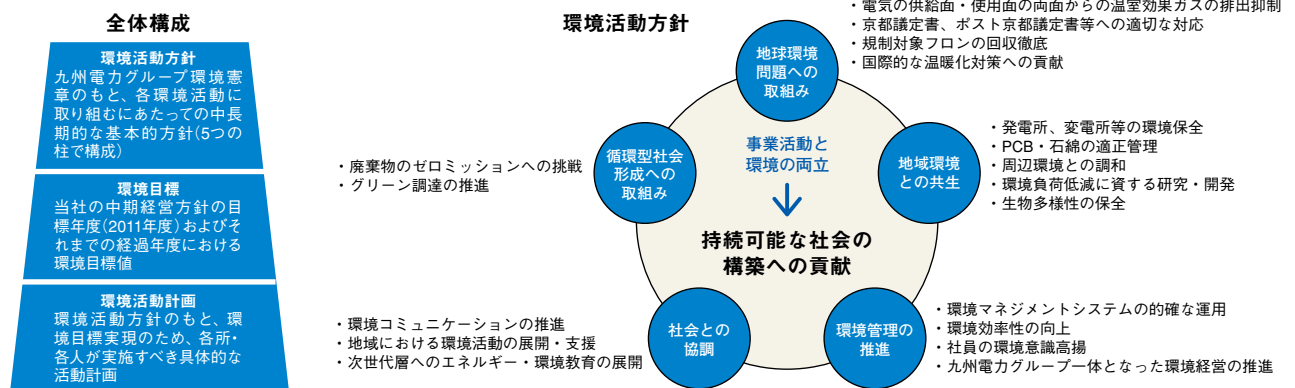 全体構成
環境活動方針
九州電力グループ環境憲
章のもと、各環境活動に
取り組むにあたっての中長
期的な基本的方針(5つの
柱で構成)
環境目標
当社の中期経営方針の目
標年度(2011年度)およびそ
れまでの経過年度における
環境目標値
環境活動計画
環境活動方針のもと、環
境目標実現のため、各所・
各人が実施すべき具体的な
活動計画
環境活動方針
・電気の供給面・使用面の両面からの温室効果ガスの排出抑制
・京都議定書、ポスト京都議定書等への適切な対応
・規制対象フロンの回収徹底
・国際的な温暖化対策への貢献
地球環境
問題への
取組み
・廃棄物のゼロミッションへの挑戦
・グリーン調達の推進
循環型社会
形成への
取組み
事業活動と
環境の両立
地域環境
との共生
・発電所、変電所等の環境保全
・PCB・石綿の適正管理
・周辺環境との調和
・環境負荷低減に資する研究・開発
・生物多様性の保全
持続可能な社会の
構築への貢献
・環境コミュニケーションの推進
・地域における環境活動の展開・支援
・次世代層へのエネルギー・環境教育の展開
社会との
協調
環境管理の
推進
・環境マネジメントシステムの的確な運用
・環境効率性の向上
・社員の環境意識高揚
・九州電力グループ一体となった環境経営の推進